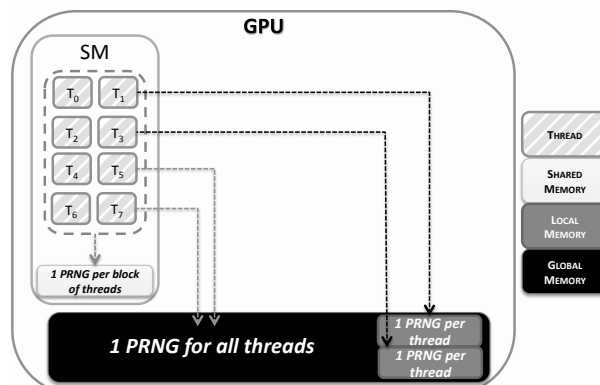 GPU
SM
T0 T1
T2 T3
T4 T5
T6 T7
1 PRNG per block
of threads
1 PRNG for all threads
1 PRNG per
thread
1 PRNG per
thread
THREAD
SHARED
MEMORY
LOCAL
MEMORY
GLOBAL
MEMORY